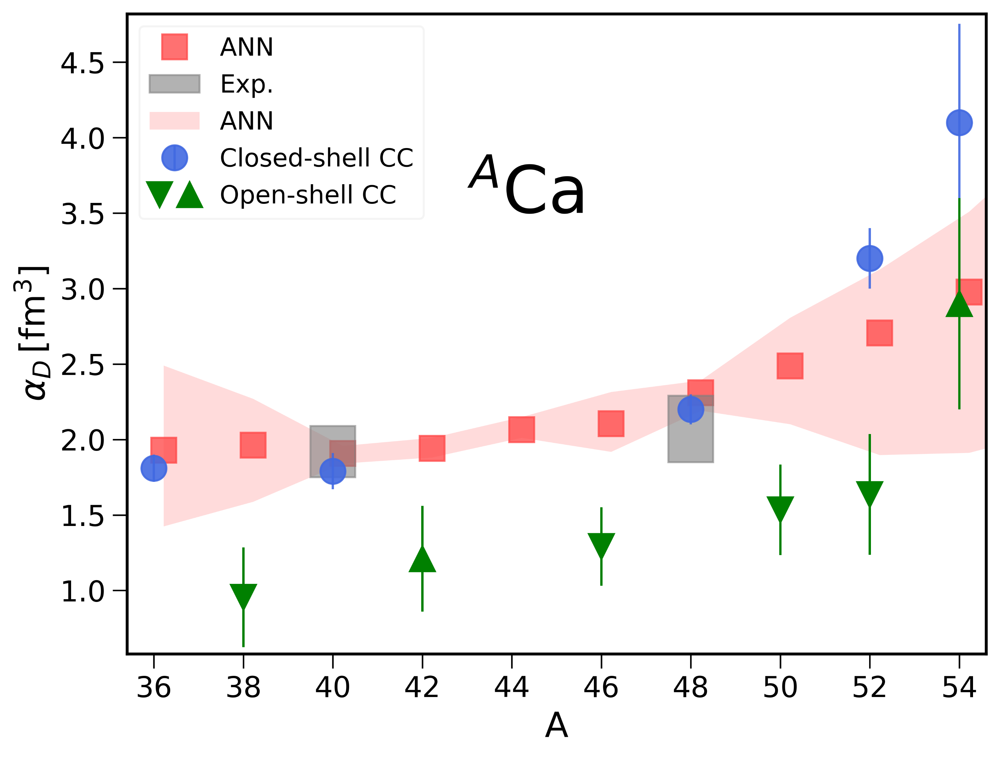 ANN
Exp.
ANN
Closed-shell CC
Open-shell CC
ᴬCa
α_D [fm³]
4.5
4.0
3.5
3.0
2.5
2.0
1.5
1.0
36 38 40 42 44 46 48 50 52 54
A